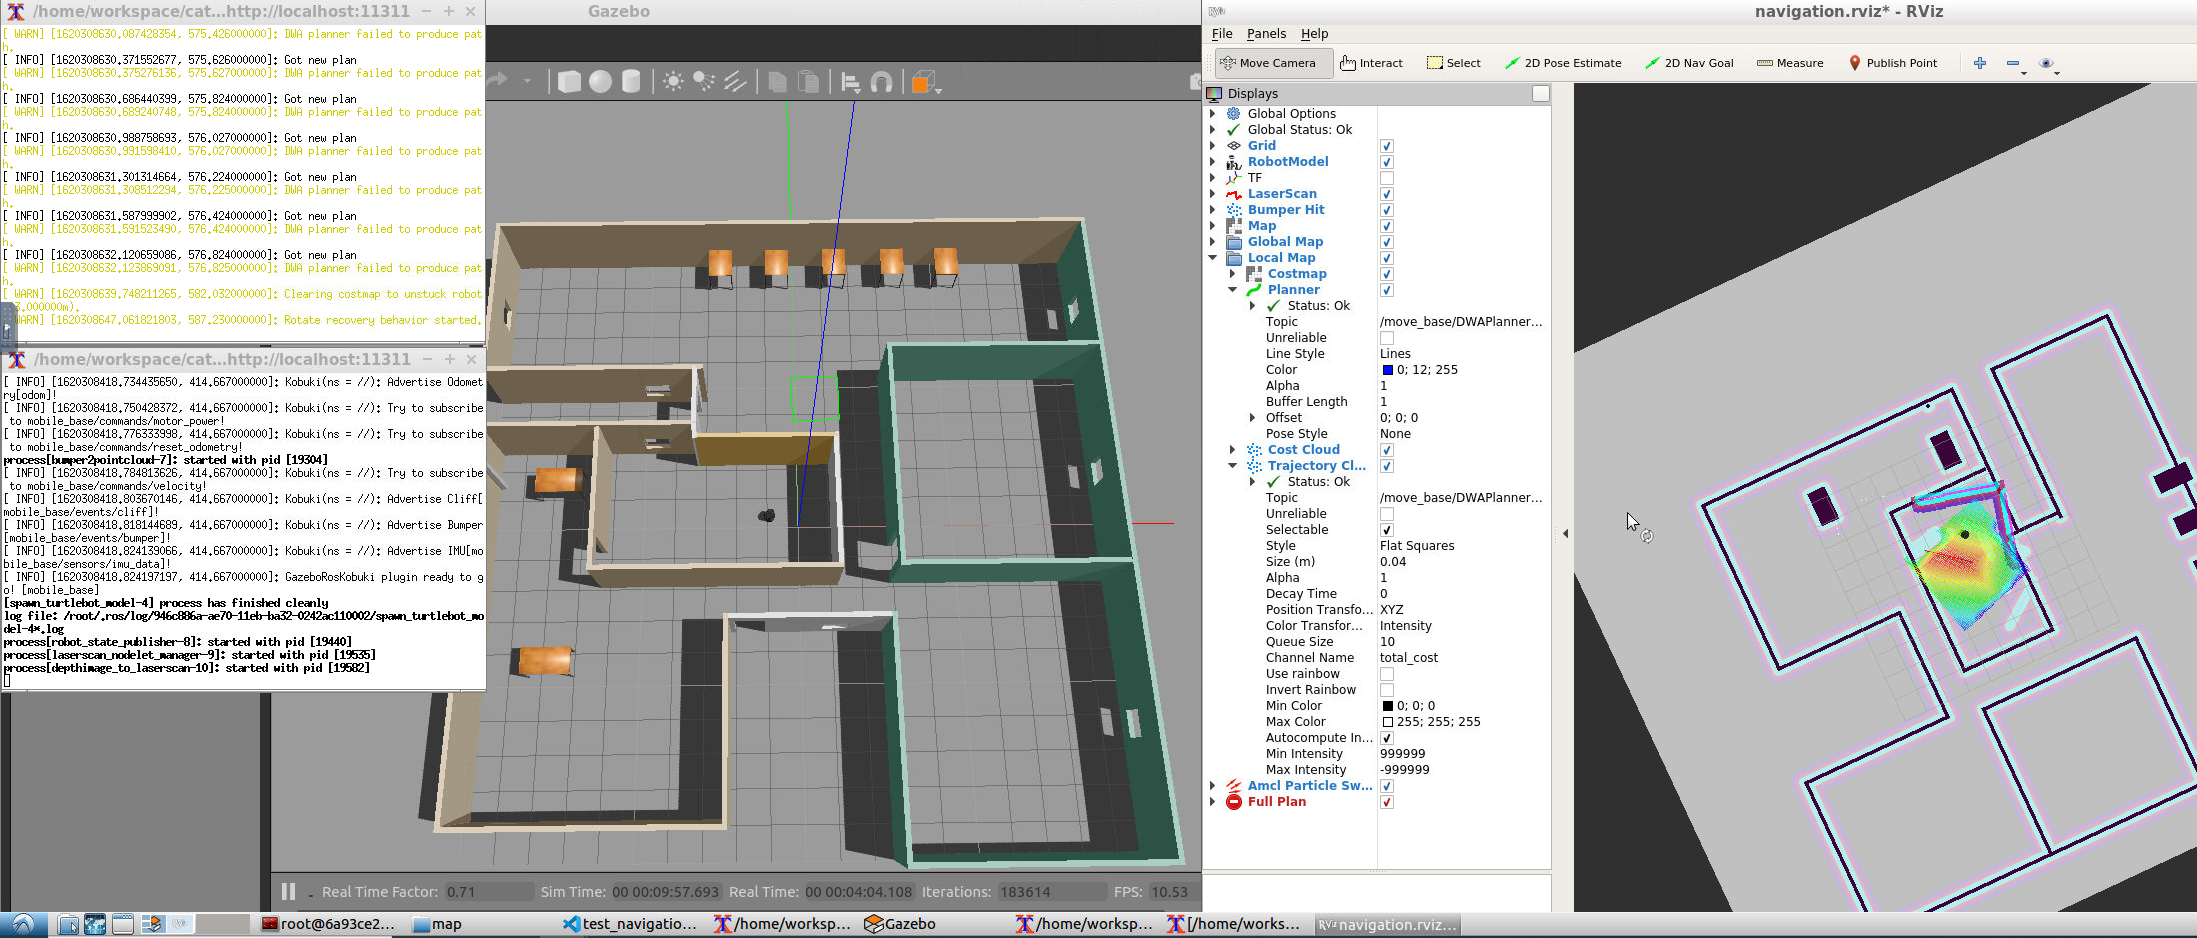 /home/workspace/cat...http://localhost:11311
[ WARN] [1620308630.087428354, 575.426000000]: DWA planner failed to produce pat
h.
[ INFO] [1620308630.371552677, 575.626000000]: Got new plan
[ WARN] [1620308630.375276136, 575.627000000]: DWA planner failed to produce pat
h.
[ INFO] [1620308630.686440399, 575.824000000]: Got new plan
[ WARN] [1620308630.689240748, 575.824000000]: DWA planner failed to produce pat
h.
[ INFO] [1620308630.988758693, 576.027000000]: Got new plan
[ WARN] [1620308630.991598410, 576.027000000]: DWA planner failed to produce pat
h.
[ INFO] [1620308631.301314664, 576.224000000]: Got new plan
[ WARN] [1620308631.308512294, 576.225000000]: DWA planner failed to produce pat
h.
[ INFO] [1620308631.587999902, 576.424000000]: Got new plan
[ WARN] [1620308631.591523490, 576.424000000]: DWA planner failed to produce pat
h.
[ INFO] [1620308632.120659086, 576.824000000]: Got new plan
[ WARN] [1620308632.123869091, 576.825000000]: DWA planner failed to produce pat
h.
[ WARN] [1620308639.748211265, 582.032000000]: Clearing costmap to unstuck robot
3.000000m).
WARN] [1620308647.061821803, 587.230000000]: Rotate recovery behavior started.
/home/workspace/cat...http://localhost:11311
[ INFO] [1620308418.734435650, 414.667000000]: Kobuki(ns = //): Advertise Odomet
ry[odom]!
[ INFO] [1620308418.750428372, 414.667000000]: Kobuki(ns = //): Try to subscribe
to mobile_base/commands/motor_power!
[ INFO] [1620308418.776333998, 414.667000000]: Kobuki(ns = //): Try to subscribe
to mobile_base/commands/reset_odometry!
process[bumper2pointcloud-7]: started with pid [19304]
[ INFO] [1620308418.784813626, 414.667000000]: Kobuki(ns = //): Try to subscribe
to mobile_base/commands/velocity!
[ INFO] [1620308418.803670146, 414.667000000]: Kobuki(ns = //): Advertise Cliff[
mobile_base/events/cliff]!
[ INFO] [1620308418.818144689, 414.667000000]: Kobuki(ns = //): Advertise Bumper
[mobile_base/events/bumper]!
[ INFO] [1620308418.824139066, 414.667000000]: Kobuki(ns = //): Advertise IMU[mo
bile_base/sensors/imu_data]!
[ INFO] [1620308418.824197197, 414.667000000]: GazeboRosKobuki plugin ready to g
o! [mobile_base]
[spawn_turtlebot_model-4] process has finished cleanly
log file: /root/.ros/log/946c886a-ae70-11eb-ba32-0242ac110002/spawn_turtlebot_mo
del-4*.log
process[robot_state_publisher-8]: started with pid [19440]
process[laserscan_nodelet_manager-9]: started with pid [19535]
process[depthimage_to_laserscan-10]: started with pid [19582]
Gazebo
Real Time Factor: 0.71 Sim Time: 00 00:09:57.693 Real Time: 00 00:04:04.108 Iterations: 183614 FPS: 10.53
navigation.rviz* - RViz
File Panels Help
Move Camera Interact Select 2D Pose Estimate 2D Nav Goal Measure Publish Point
Displays
Global Options
Global Status: Ok
Grid
RobotModel
TF
LaserScan
Bumper Hit
Map
Global Map
Local Map
Costmap
Planner
Status: Ok
Topic /move_base/DWAPlanner...
Unreliable
Line Style Lines
Color 0; 12; 255
Alpha 1
Buffer Length 1
Offset 0; 0; 0
Pose Style None
Cost Cloud
Trajectory Cl...
Status: Ok
Topic /move_base/DWAPlanner...
Unreliable
Selectable
Style Flat Squares
Size (m) 0.04
Alpha 1
Decay Time 0
Position Transfo... XYZ
Color Transfor... Intensity
Queue Size 10
Channel Name total_cost
Use rainbow
Invert Rainbow
Min Color 0; 0; 0
Max Color 255; 255; 255
Autocompute In...
Min Intensity 999999
Max Intensity -999999
Amcl Particle Sw...
Full Plan
root@6a93ce2... map test_navigatio... /home/worksp... Gazebo /home/worksp... [/home/works... RViz navigation.rviz...